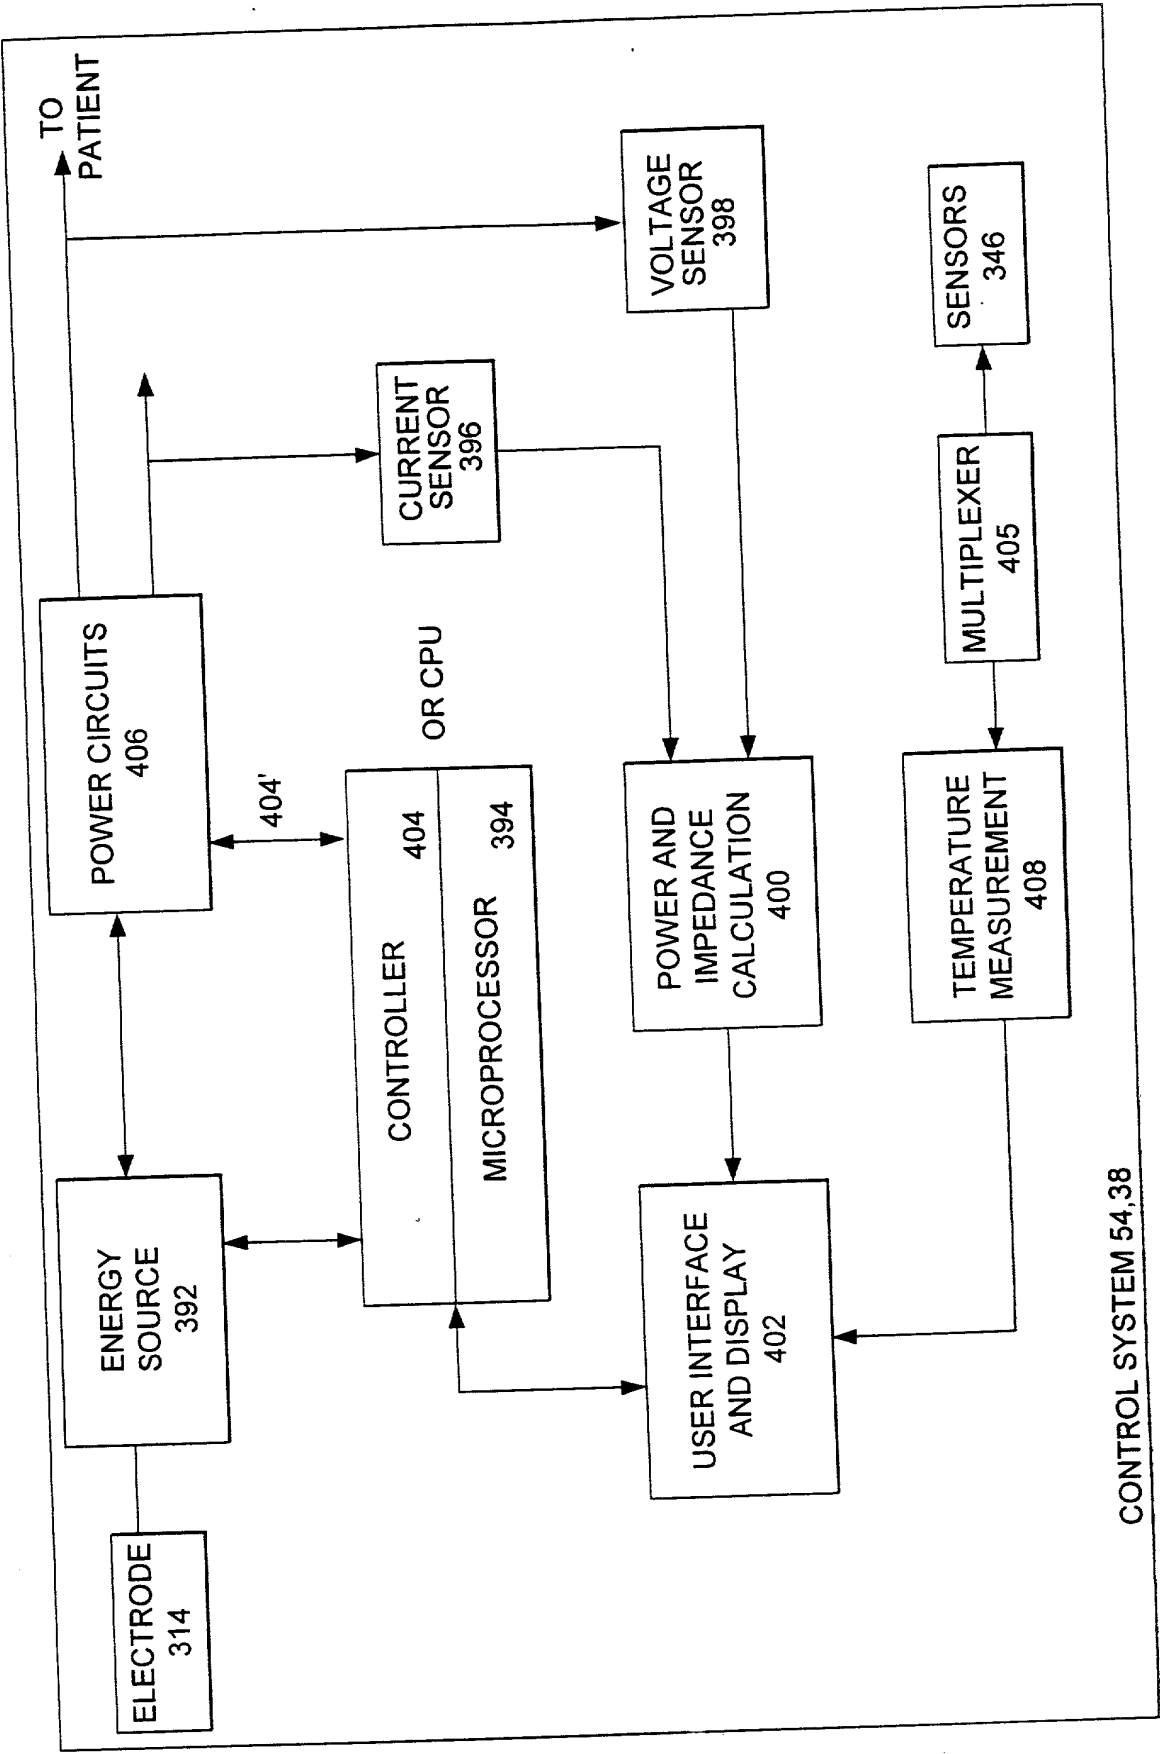 ELECTRODE
314
ENERGY
SOURCE
392
POWER CIRCUITS
406
TO
PATIENT
404'
CONTROLLER
404
MICROPROCESSOR
394
OR CPU
CURRENT
SENSOR
396
VOLTAGE
SENSOR
398
USER INTERFACE
AND DISPLAY
402
POWER AND
IMPEDANCE
CALCULATION
400
TEMPERATURE
MEASUREMENT
408
MULTIPLEXER
405
SENSORS
346
CONTROL SYSTEM 54,38